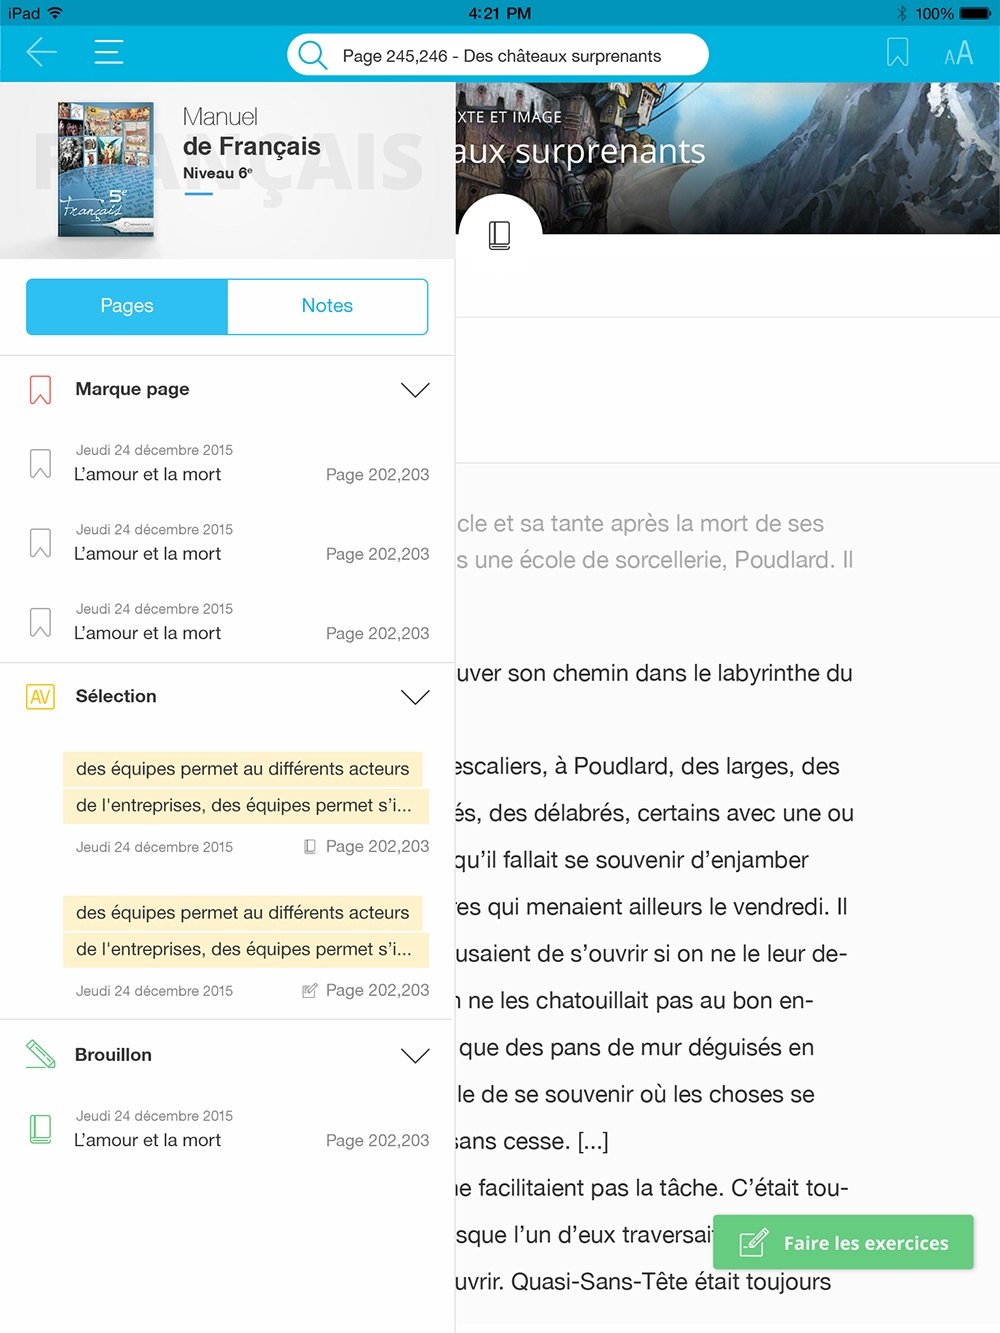 iPad
4:21 PM
100%
Page 245,246 - Des châteaux surprenants
AA
FRANÇAIS
Manuel
de Français
Niveau 6e
5e
Français
XTE ET IMAGE
aux surprenants
Pages
Notes
Marque page
Jeudi 24 décembre 2015
L’amour et la mort
Page 202,203
Jeudi 24 décembre 2015
L’amour et la mort
Page 202,203
Jeudi 24 décembre 2015
L’amour et la mort
Page 202,203
AV
Sélection
des équipes permet au différents acteurs
de l'entreprises, des équipes permet s’i...
Jeudi 24 décembre 2015
Page 202,203
des équipes permet au différents acteurs
de l'entreprises, des équipes permet s’i...
Jeudi 24 décembre 2015
Page 202,203
Brouillon
Jeudi 24 décembre 2015
L’amour et la mort
Page 202,203
cle et sa tante après la mort de ses
s une école de sorcellerie, Poudlard. Il
uver son chemin dans le labyrinthe du
escaliers, à Poudlard, des larges, des
és, des délabrés, certains avec une ou
qu’il fallait se souvenir d’enjamber
res qui menaient ailleurs le vendredi. Il
usaient de s’ouvrir si on ne le leur de-
n ne les chatouillait pas au bon en-
que des pans de mur déguisés en
le de se souvenir où les choses se
sans cesse. [...]
ne facilitaient pas la tâche. C’était tou-
sque l’un d’eux traversai
uvrir. Quasi-Sans-Tête était toujours
Faire les exercices